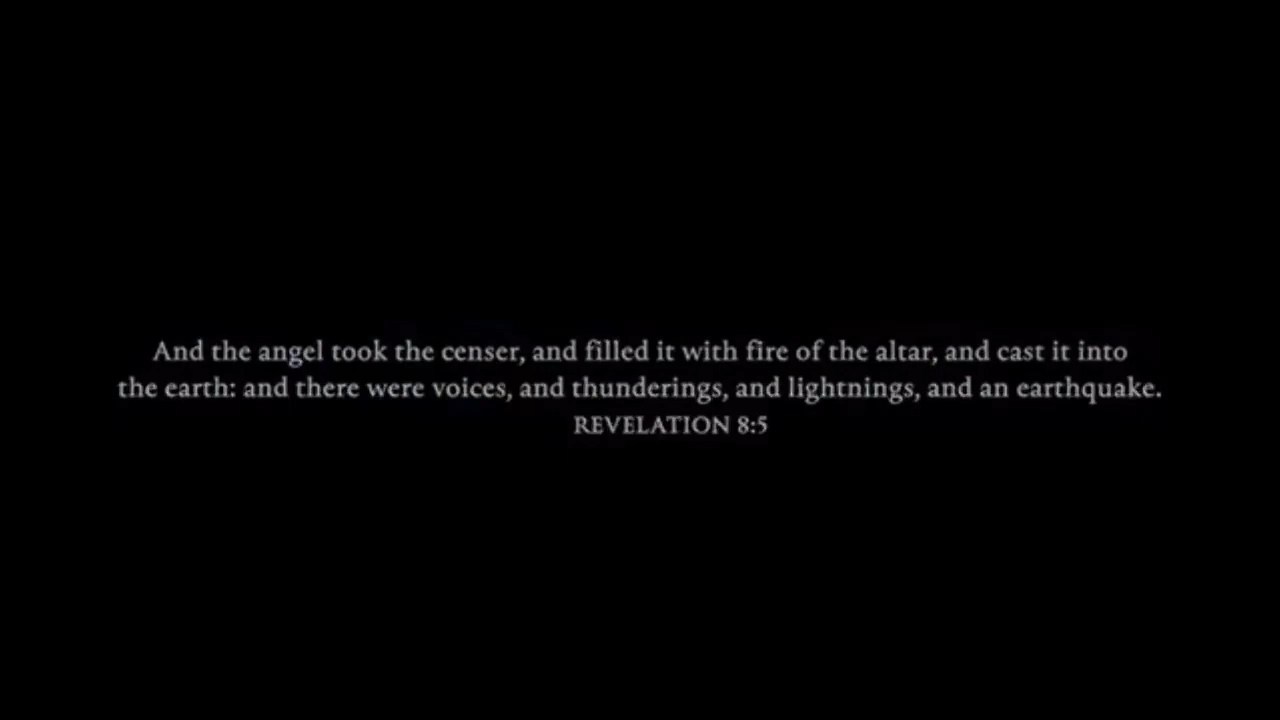 And the angel took the censer, and filled it with fire of the altar, and cast it into
the earth: and there were voices, and thunderings, and lightnings, and an earthquake.
REVELATION 8:5